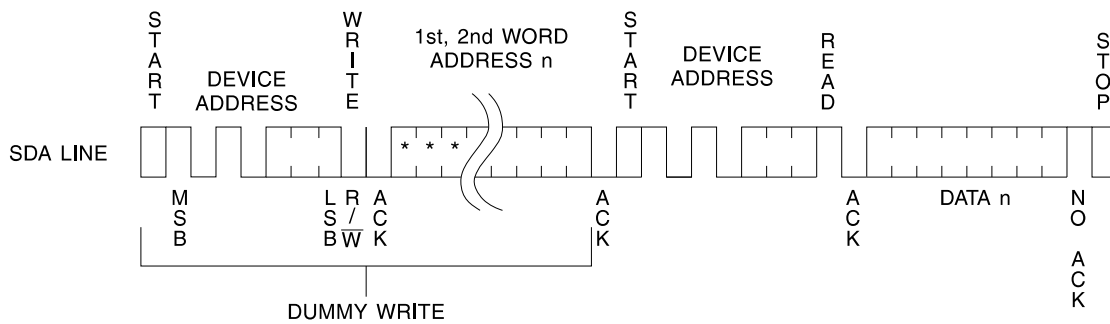 START
WRITE
1st, 2nd WORD
ADDRESS n
START
DEVICE
ADDRESS
READ
STOP
DEVICE
ADDRESS
SDA LINE
* * *
MSB
LSB
R/W
ACK
ACK
ACK
DATA n
NO ACK
DUMMY WRITE